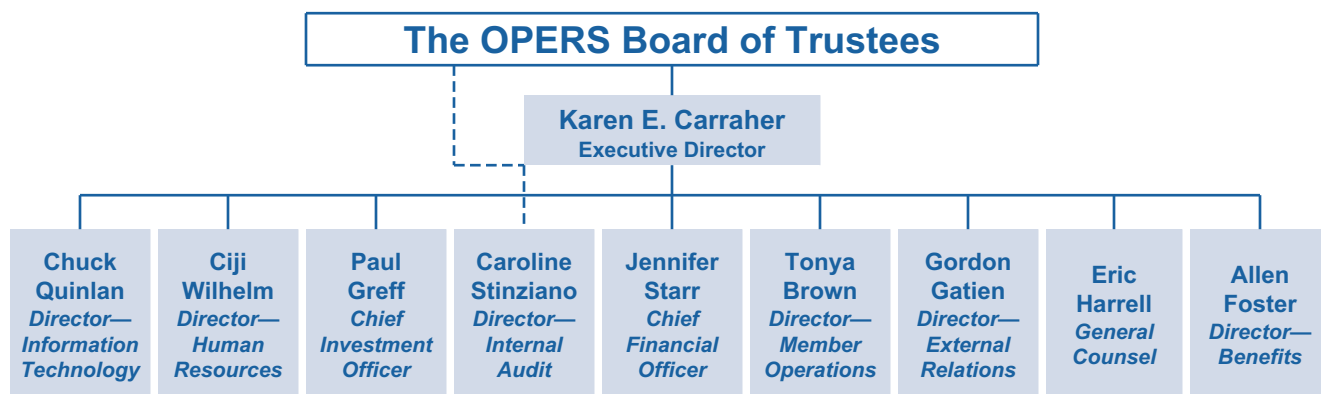 The OPERS Board of Trustees
Karen E. Carraher
Executive Director
Chuck
Quinlan
Director—
Information
Technology
Ciji
Wilhelm
Director—
Human
Resources
Paul
Greff
Chief
Investment
Officer
Caroline
Stinziano
Director—
Internal
Audit
Jennifer
Starr
Chief
Financial
Officer
Tonya
Brown
Director—
Member
Operations
Gordon
Gatien
Director—
External
Relations
Eric
Harrell
General
Counsel
Allen
Foster
Director—
Benefits